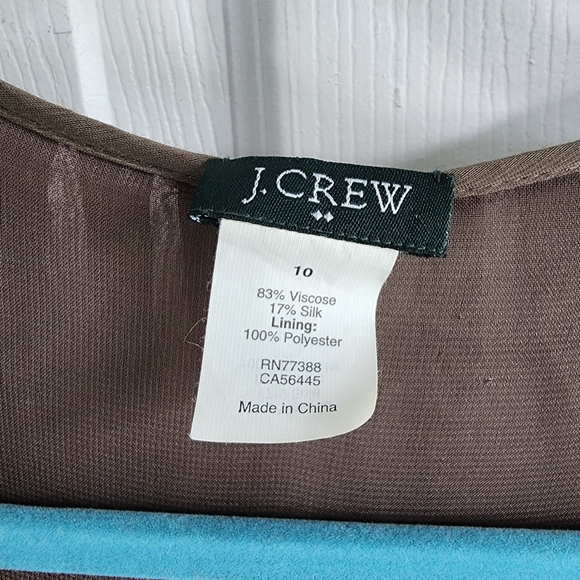 J.CREW
10
83% Viscose
17% Silk
Lining:
100% Polyester
RN77388
CA56445
Made in China